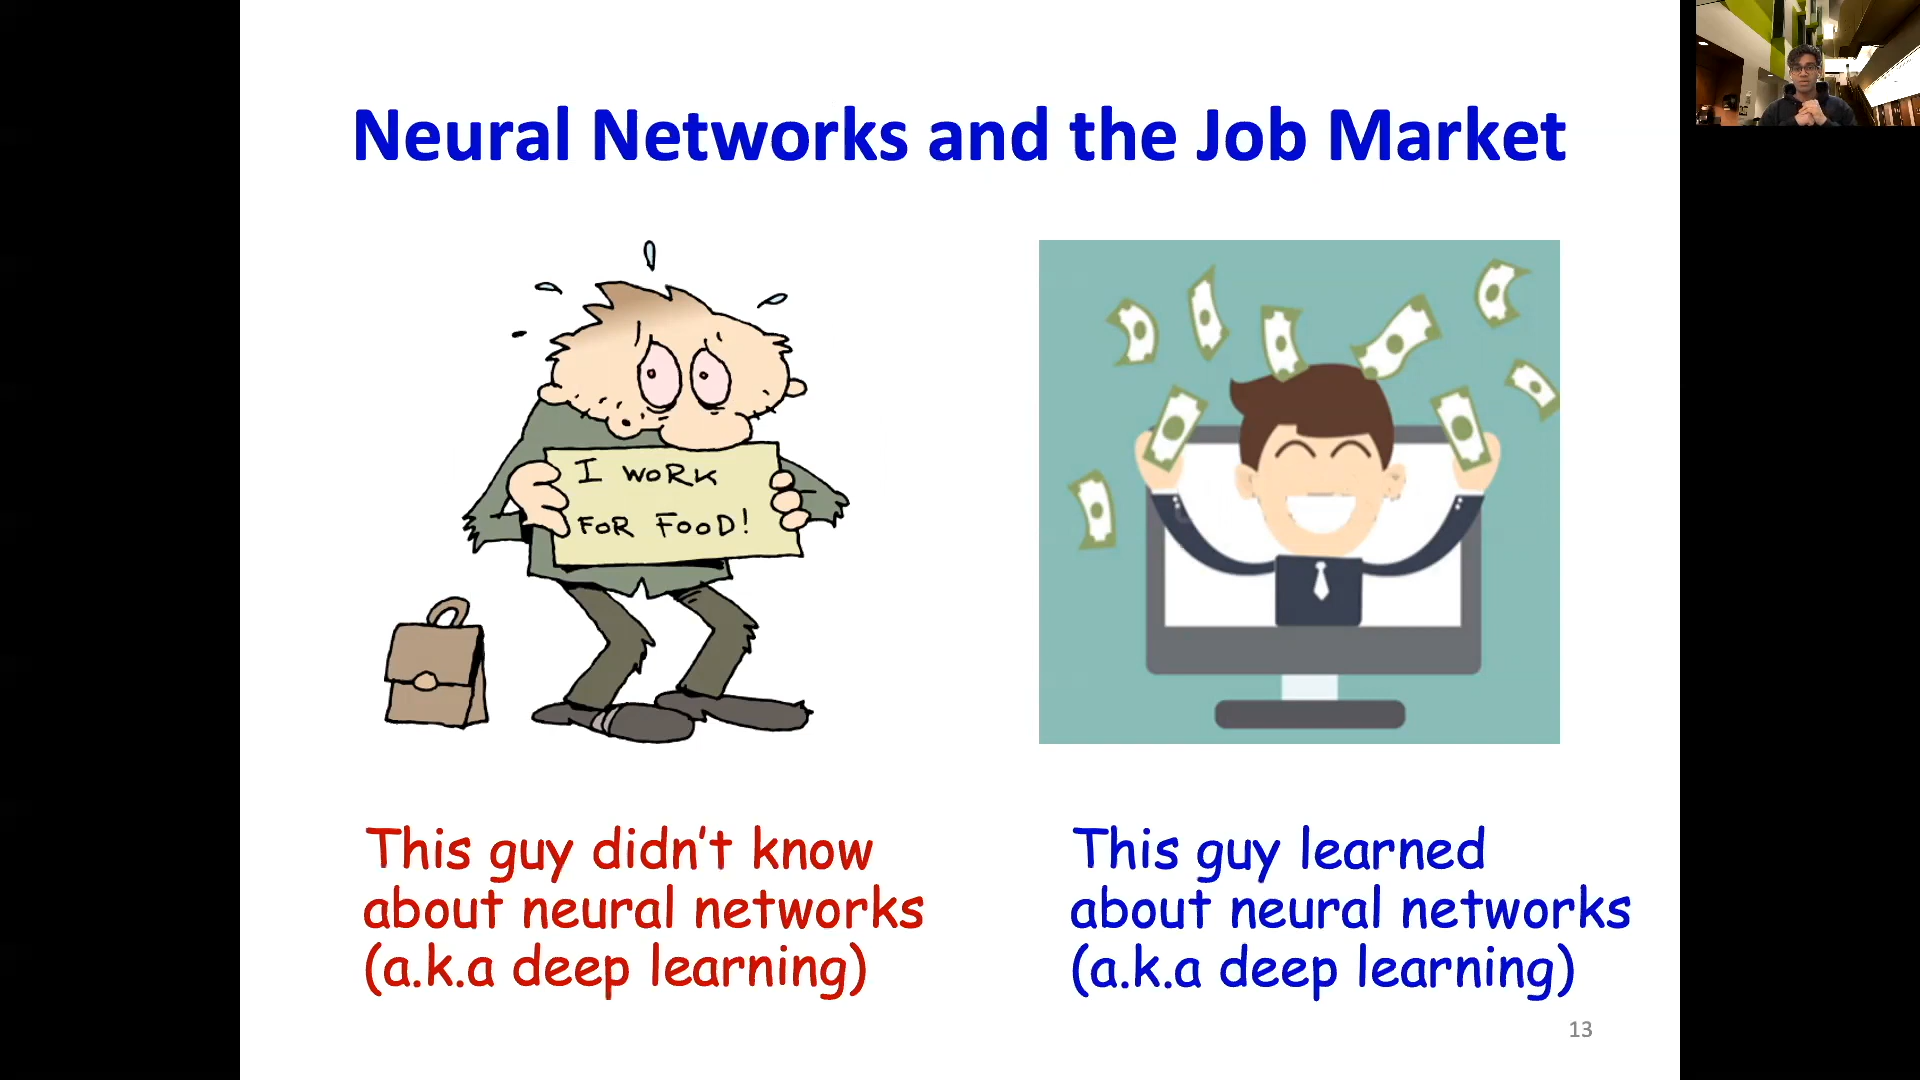 Neural Networks and the Job Market
I WORK
FOR FOOD!
This guy didn't know
about neural networks
(a.k.a deep learning)
This guy learned
about neural networks
(a.k.a deep learning)
13